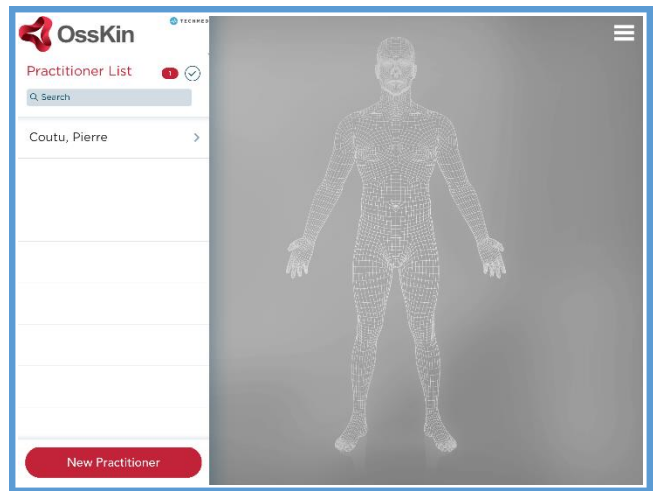 OssKin
TECHMED
Practitioner List
1
Search
Coutu, Pierre
New Practitioner